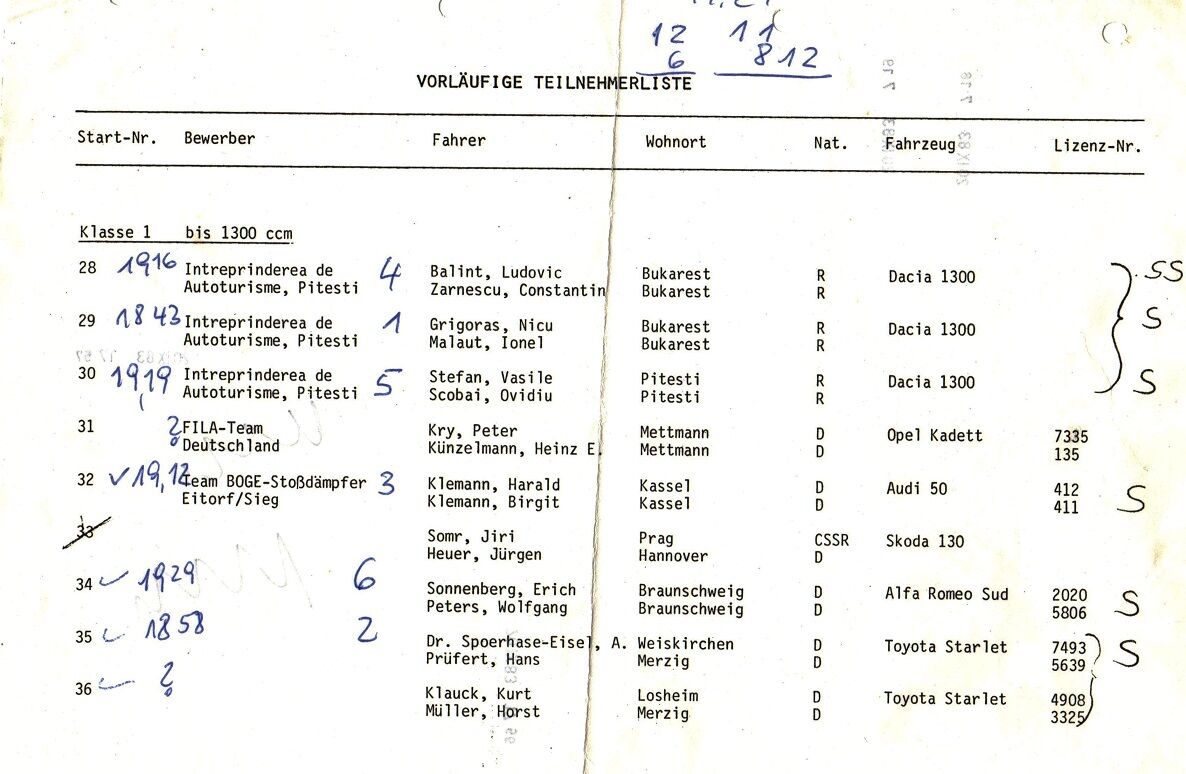 12 11
6 812
VORLÄUFIGE TEILNEHMERLISTE
Start-Nr. Bewerber Fahrer Wohnort Nat. Fahrzeug Lizenz-Nr.
Klasse 1 bis 1300 ccm
28 1916 Intreprinderea de 4 Balint, Ludovic Bukarest R Dacia 1300 SS
Autoturisme, Pitesti Zarnescu, Constantin Bukarest R
29 1843 Intreprinderea de 1 Grigoras, Nicu Bukarest R Dacia 1300 S
Autoturisme, Pitesti Malaut, Ionel Bukarest R
30 1919 Intreprinderea de 5 Stefan, Vasile Pitesti R Dacia 1300 S
Autoturisme, Pitesti Scobai, Ovidiu Pitesti R
31 ? FILA-Team Kry, Peter Mettmann D Opel Kadett 7335
Deutschland Künzelmann, Heinz E. Mettmann D 135
32 ✓ 19,12 Team BOGE-Stoßdämpfer 3 Klemann, Harald Kassel D Audi 50 412 S
Eitorf/Sieg Klemann, Birgit Kassel D 411
33 Somr, Jiri Prag CSSR Skoda 130
Heuer, Jürgen Hannover D
34 ✓ 1929 6 Sonnenberg, Erich Braunschweig D Alfa Romeo Sud 2020 S
Peters, Wolfgang Braunschweig D 5806
35 ✓ 1858 2 Dr. Spoerhase-Eisel, A. Weiskirchen D Toyota Starlet 7493 S
Prüfert, Hans Merzig D 5639
36 ✓ ? Klauck, Kurt Losheim D Toyota Starlet 4908
Müller, Horst Merzig D 3325